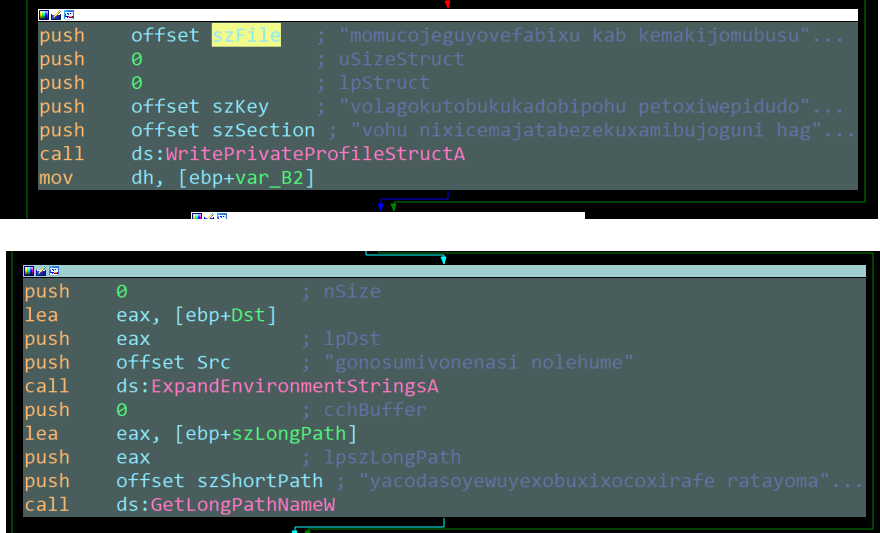 push offset szFile ; "momucojeguyovefabixu kab kemakijomubusu"...
push 0 ; uSizeStruct
push 0 ; lpStruct
push offset szKey ; "volagokutobukukadobipohu petoxiwepidudo"...
push offset szSection ; "vohu nixicemajatabezekuxamibujoguni hag"...
call ds:WritePrivateProfileStructA
mov dh, [ebp+var_B2]
push 0 ; nSize
lea eax, [ebp+Dst]
push eax ; lpDst
push offset Src ; "gonosumivonenasi nolehume"
call ds:ExpandEnvironmentStringsA
push 0 ; cchBuffer
lea eax, [ebp+szLongPath]
push eax ; lpszLongPath
push offset szShortPath ; "yacodasoyewuyexobuxixocoxirafe ratayoma"...
call ds:GetLongPathNameW